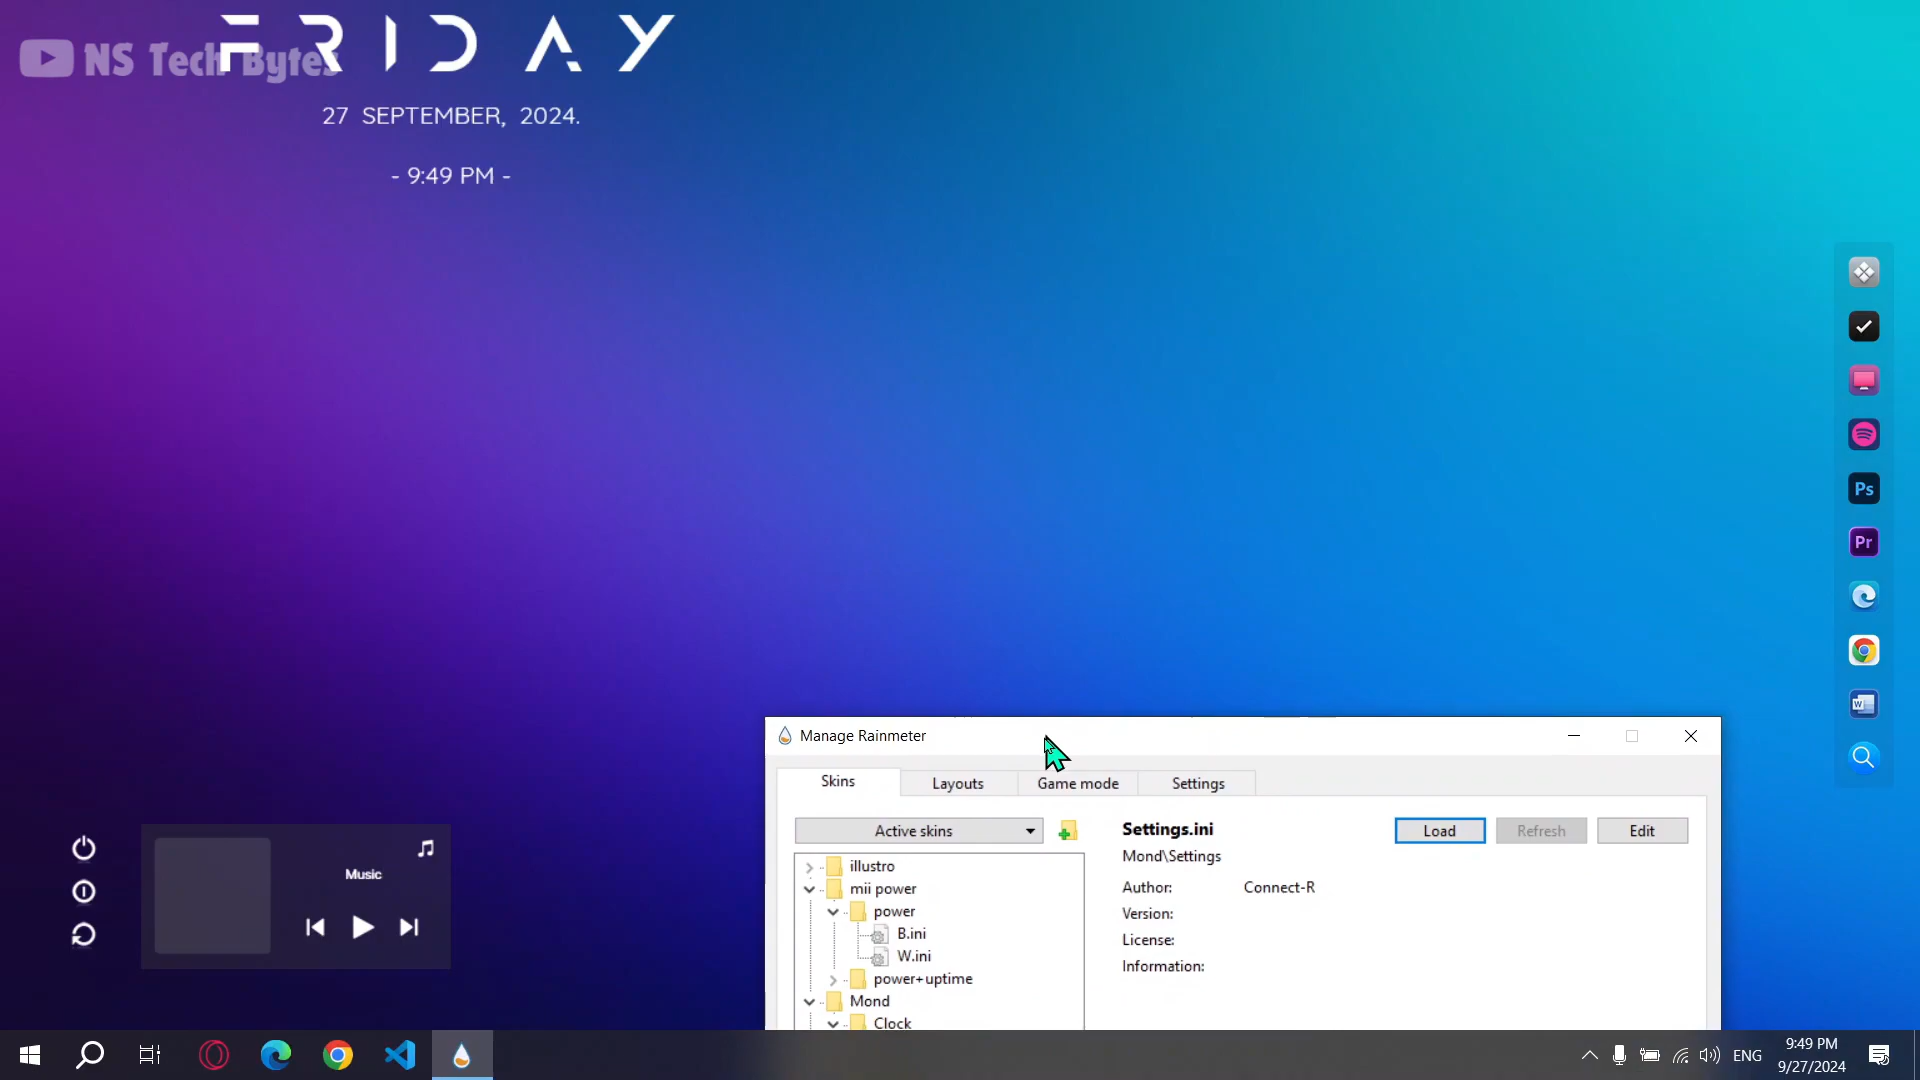 FRIDAY
NS Tech Bytes
27 SEPTEMBER, 2024.
- 9:49 PM -
Ps
Pr
W
Manage Rainmeter
Skins
Layouts
Game mode
Settings
Active skins
Settings.ini
Load
Refresh
Edit
Mond\Settings
illustro
mii power
power
B.ini
W.ini
power+uptime
Mond
Clock
Author: Connect-R
Version:
License:
Information:
Music
ENG
9:49 PM
9/27/2024